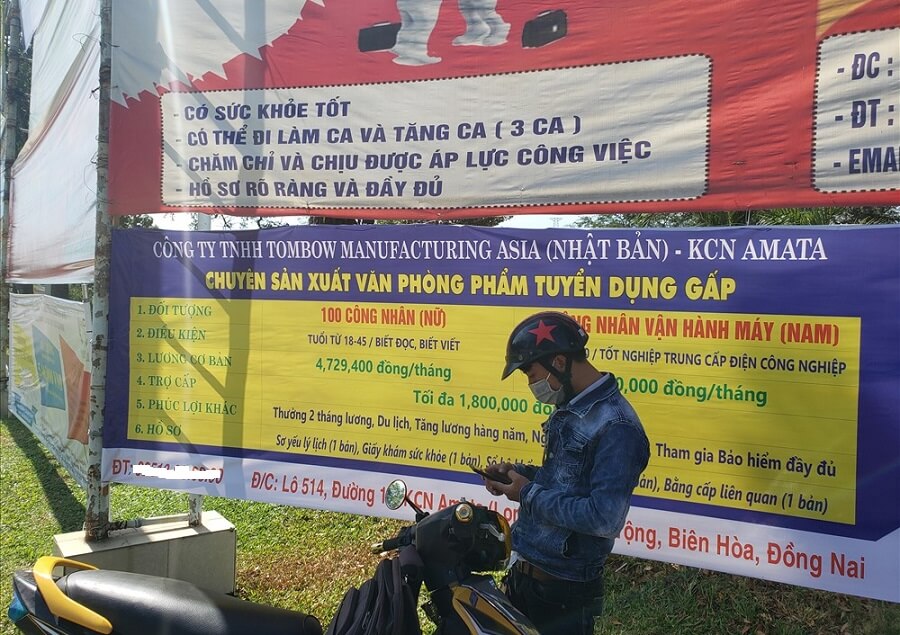 - CÓ SỨC KHỎE TỐT
- CÓ THỂ ĐI LÀM CA VÀ TĂNG CA ( 3 CA )
- CHĂM CHỈ VÀ CHỊU ĐƯỢC ÁP LỰC CÔNG VIỆC
- HỒ SƠ RÕ RÀNG VÀ ĐẦY ĐỦ
- ĐC :
- ĐT :
- EMA
CÔNG TY TNHH TOMBOW MANUFACTURING ASIA (NHẬT BẢN) - KCN AMATA
CHUYÊN SẢN XUẤT VĂN PHÒNG PHẨM TUYỂN DỤNG GẤP
1. ĐỐI TƯỢNG
100 CÔNG NHÂN (NỮ)
NG NHÂN VẬN HÀNH MÁY (NAM)
2. ĐIỀU KIỆN
TUỔI TỪ 18-45 / BIẾT ĐỌC, BIẾT VIẾT
/ TỐT NGHIỆP TRUNG CẤP ĐIỆN CÔNG NGHIỆP
3. LƯƠNG CƠ BẢN
4,729,400 đồng/tháng
0,000 đồng/tháng
4. TRỢ CẤP
Tối đa 1,800,000 đồ
5. PHÚC LỢI KHÁC
Thưởng 2 tháng lương, Du lịch, Tăng lương hàng năm,
Tham gia Bảo hiểm đầy đủ
6. HỒ SƠ
Sơ yếu lý lịch (1 bản), Giấy khám sức khỏe (1 bản),
Bằng cấp liên quan (1 bản)
ĐT:
Đ/C: Lô 514, Đường 1 KCN Amata/Lon
Biên Hòa, Đồng Nai